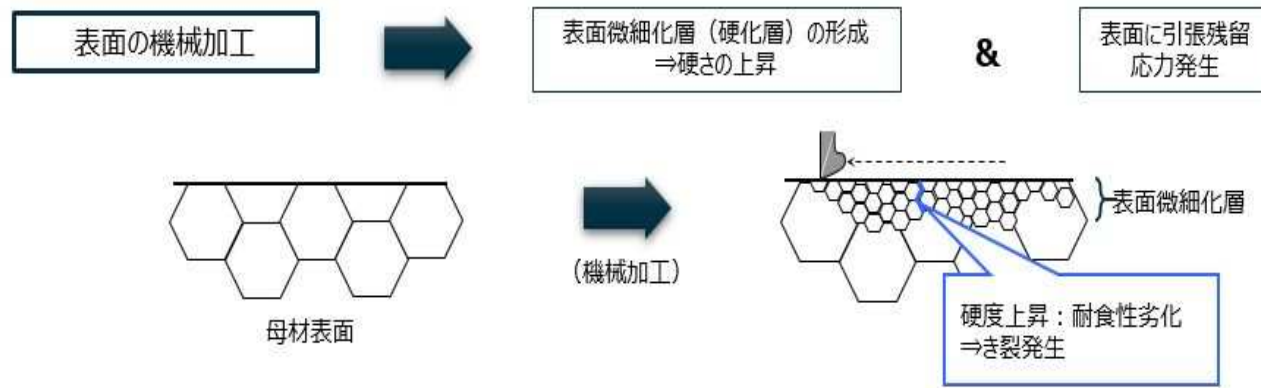 表面の機械加工
表面微細化層（硬化層）の形成
⇒硬さの上昇
&
表面に引張残留
応力発生
表面微細化層
（機械加工）
母材表面
硬度上昇：耐食性劣化
⇒き裂発生